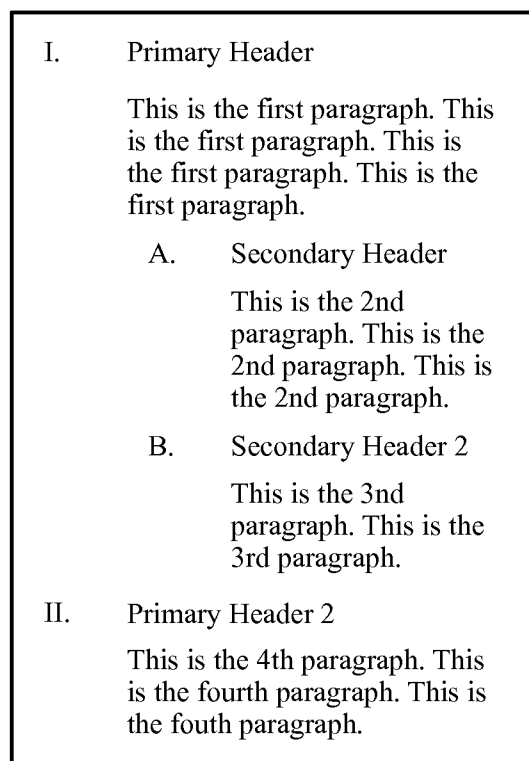 I. Primary Header
This is the first paragraph. This
is the first paragraph. This is
the first paragraph. This is the
first paragraph.
A. Secondary Header
This is the 2nd
paragraph. This is the
2nd paragraph. This is
the 2nd paragraph.
B. Secondary Header 2
This is the 3nd
paragraph. This is the
3rd paragraph.
II. Primary Header 2
This is the 4th paragraph. This
is the fourth paragraph. This is
the fouth paragraph.